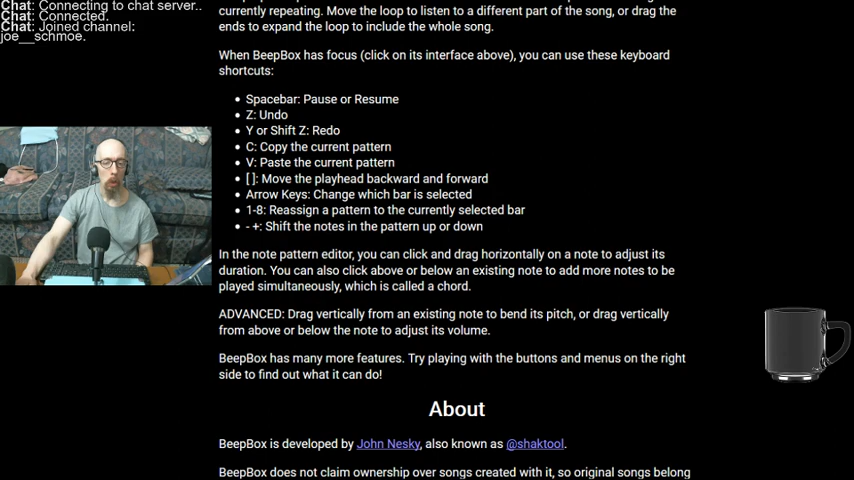 Chat: Connecting to chat server..
Chat: Connected.
Chat: Joined channel:
joe__schmoe.
currently repeating. Move the loop to listen to a different part of the song, or drag the
ends to expand the loop to include the whole song.
When BeepBox has focus (click on its interface above), you can use these keyboard
shortcuts:
Spacebar: Pause or Resume
Z: Undo
Y or Shift Z: Redo
C: Copy the current pattern
V: Paste the current pattern
[ ]: Move the playhead backward and forward
Arrow Keys: Change which bar is selected
1-8: Reassign a pattern to the currently selected bar
- +: Shift the notes in the pattern up or down
In the note pattern editor, you can click and drag horizontally on a note to adjust its
duration. You can also click above or below an existing note to add more notes to be
played simultaneously, which is called a chord.
ADVANCED: Drag vertically from an existing note to bend its pitch, or drag vertically
from above or below the note to adjust its volume.
BeepBox has many more features. Try playing with the buttons and menus on the right
side to find out what it can do!
About
BeepBox is developed by John Nesky, also known as @shaktool.
BeepBox does not claim ownership over songs created with it, so original songs belong